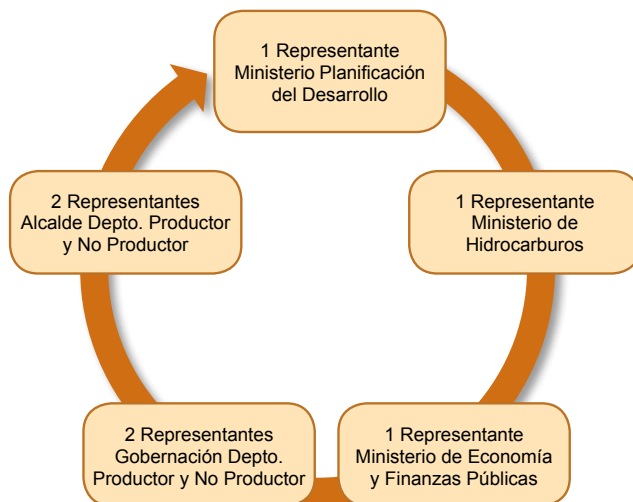 1 Representante
Ministerio Planificación
del Desarrollo
1 Representante
Ministerio de
Hidrocarburos
1 Representante
Ministerio de Economía
y Finanzas Públicas
2 Representantes
Gobernación Depto.
Productor y No Productor
2 Representantes
Alcalde Depto. Productor
y No Productor